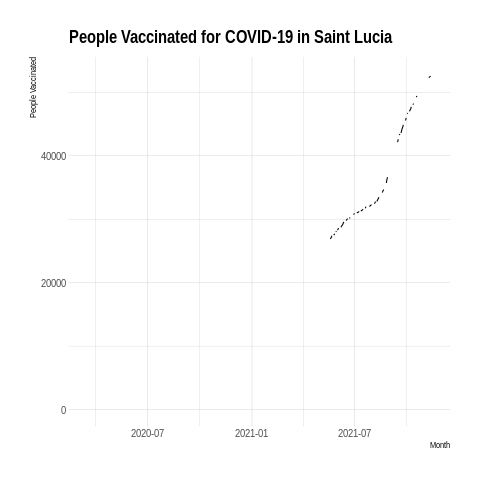 People Vaccinated for COVID-19 in Saint Lucia
People Vaccinated
40000
20000
0
2020-07 2021-01 2021-07
Month